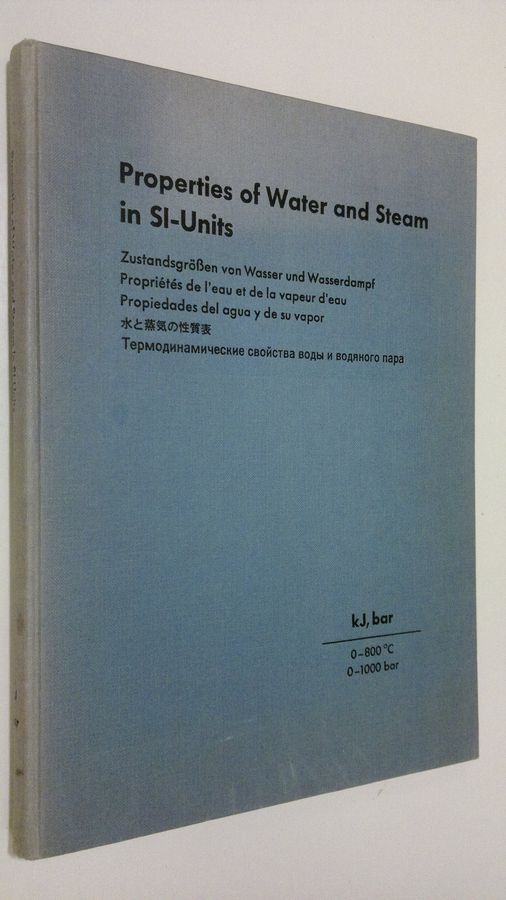 Properties of Water and Steam
in SI-Units
Zustandsgrößen von Wasser und Wasserdampf
Propriétés de l'eau et de la vapeur d'eau
Propiedades del agua y de su vapor
水と蒸気の性質表
Термодинамические свойства воды и водяного пара
kJ, bar
0–800 °C
0–1000 bar